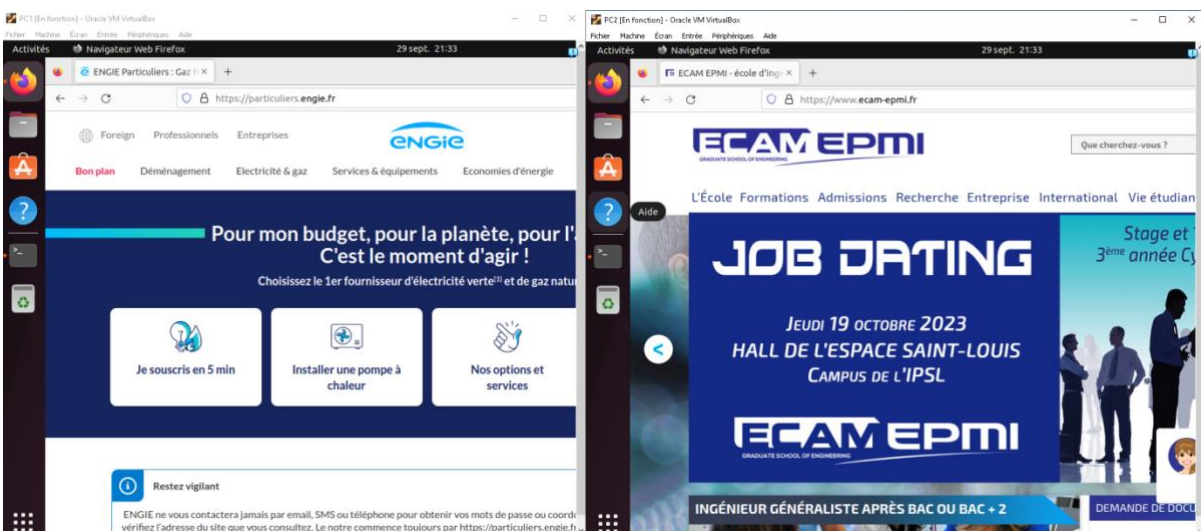 PC1 [En fonction] - Oracle VM VirtualBox
Fichier Machine Écran Entrée Périphériques Aide
Activités Navigateur Web Firefox 29 sept. 21:33
ENGIE Particuliers : Gaz
https://particuliers.engie.fr
Foreign Professionnels Entreprises
ENGIE
Bon plan Déménagement Electricité & gaz Services & équipements Economies d'énergie
Pour mon budget, pour la planète, pour l'
C'est le moment d'agir !
Choisissez le 1er fournisseur d'électricité verte(1) et de gaz natu
Je souscris en 5 min
Installer une pompe à
chaleur
Nos options et
services
Restez vigilant
ENGIE ne vous contactera jamais par email, SMS ou téléphone pour obtenir vos mots de passe ou coord
vérifiez l'adresse du site que vous consultez. Le notre commence toujours par https://particuliers.engie.fr
PC2 [En fonction] - Oracle VM VirtualBox
Fichier Machine Écran Entrée Périphériques Aide
Activités Navigateur Web Firefox 29 sept. 21:33
ECAM EPMI - école d'ing
https://www.ecam-epmi.fr
ECAM EPMI
GRADUATE SCHOOL OF ENGINEERING
Que cherchez-vous ?
L'École Formations Admissions Recherche Entreprise International Vie étudian
Aide
JOB DATING
JEUDI 19 OCTOBRE 2023
HALL DE L'ESPACE SAINT-LOUIS
CAMPUS DE L'IPSL
ECAM EPMI
GRADUATE SCHOOL OF ENGINEERING
Stage et
3ème année Cy
INGÉNIEUR GÉNÉRALISTE APRÈS BAC OU BAC + 2
DEMANDE DE DOCU